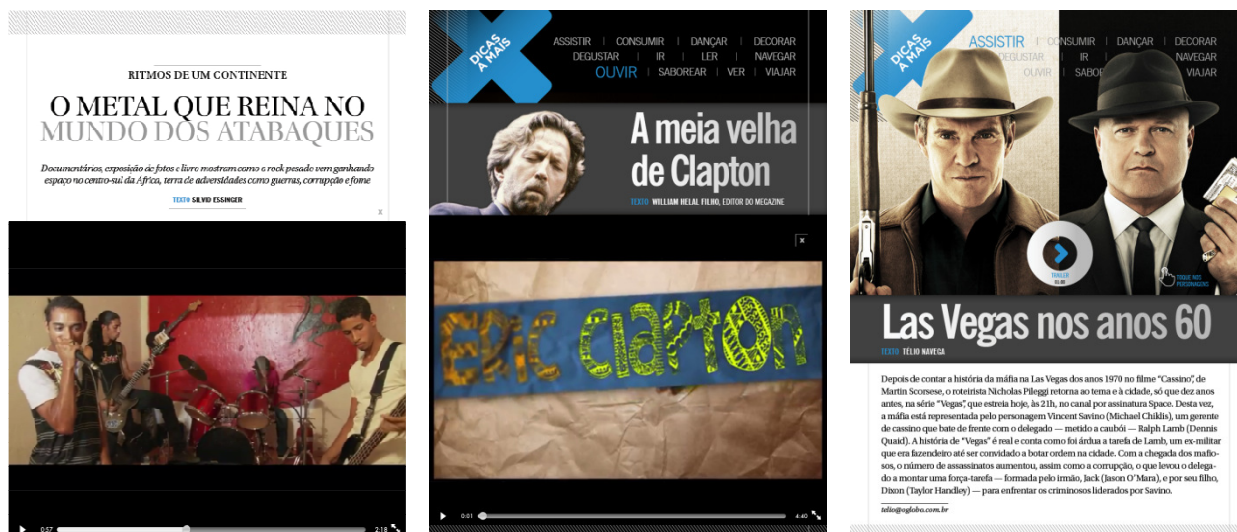 RITMOS DE UM CONTINENTE
O METAL QUE REINA NO
MUNDO DOS ATABAQUES
Documentários, exposição de fotos e livro mostram como o rock pesado vem ganhando
espaço no centro-sul da África, terra de adversidades como guerras, corrupção e fome
TEXTO SILVIO ESSINGER
X
0:57
2:18
DICAS
A MAIS
ASSISTIR | CONSUMIR | DANÇAR | DECORAR
DEGUSTAR | IR | LER | NAVEGAR
OUVIR | SABOREAR | VER | VIAJAR
A meia velha
de Clapton
TEXTO WILLIAM HELAL FILHO, EDITOR DO MEGAZINE
x
ERIC Clapton
0:01
4:40
DICAS
A MAIS
ASSISTIR | CONSUMIR | DANÇAR | DECORAR
DEGUSTAR | IR NAVEGAR
OUVIR | SABO VIAJAR
TRAILER
TOQUE NOS
PERSONAGENS
Las Vegas nos anos 60
TEXTO TÉLIO NAVEGA
Depois de contar a história da máfia na Las Vegas dos anos 1970 no filme “Cassino”, de
Martin Scorsese, o roteirista Nicholas Pileggi retorna ao tema e à cidade, só que dez anos
antes, na série “Vegas”, que estreia hoje, às 21h, no canal por assinatura Space. Desta vez,
a máfia está representada pelo personagem Vincent Savino (Michael Chiklis), um gerente
de cassino que bate de frente com o delegado — metido a caubói — Ralph Lamb (Dennis
Quaid). A história de “Vegas” é real e conta como foi árdua a tarefa de Lamb, um ex-militar
que era fazendeiro até ser convidado a botar ordem na cidade. Com a chegada dos mafio-
sos, o número de assassinatos aumentou, assim como a corrupção, o que levou o delega-
do a montar uma força-tarefa — formada pelo irmão, Jack (Jason O’Mara), e por seu filho,
Dixon (Taylor Handley) — para enfrentar os criminosos liderados por Savino.
telio@oglobo.com.br